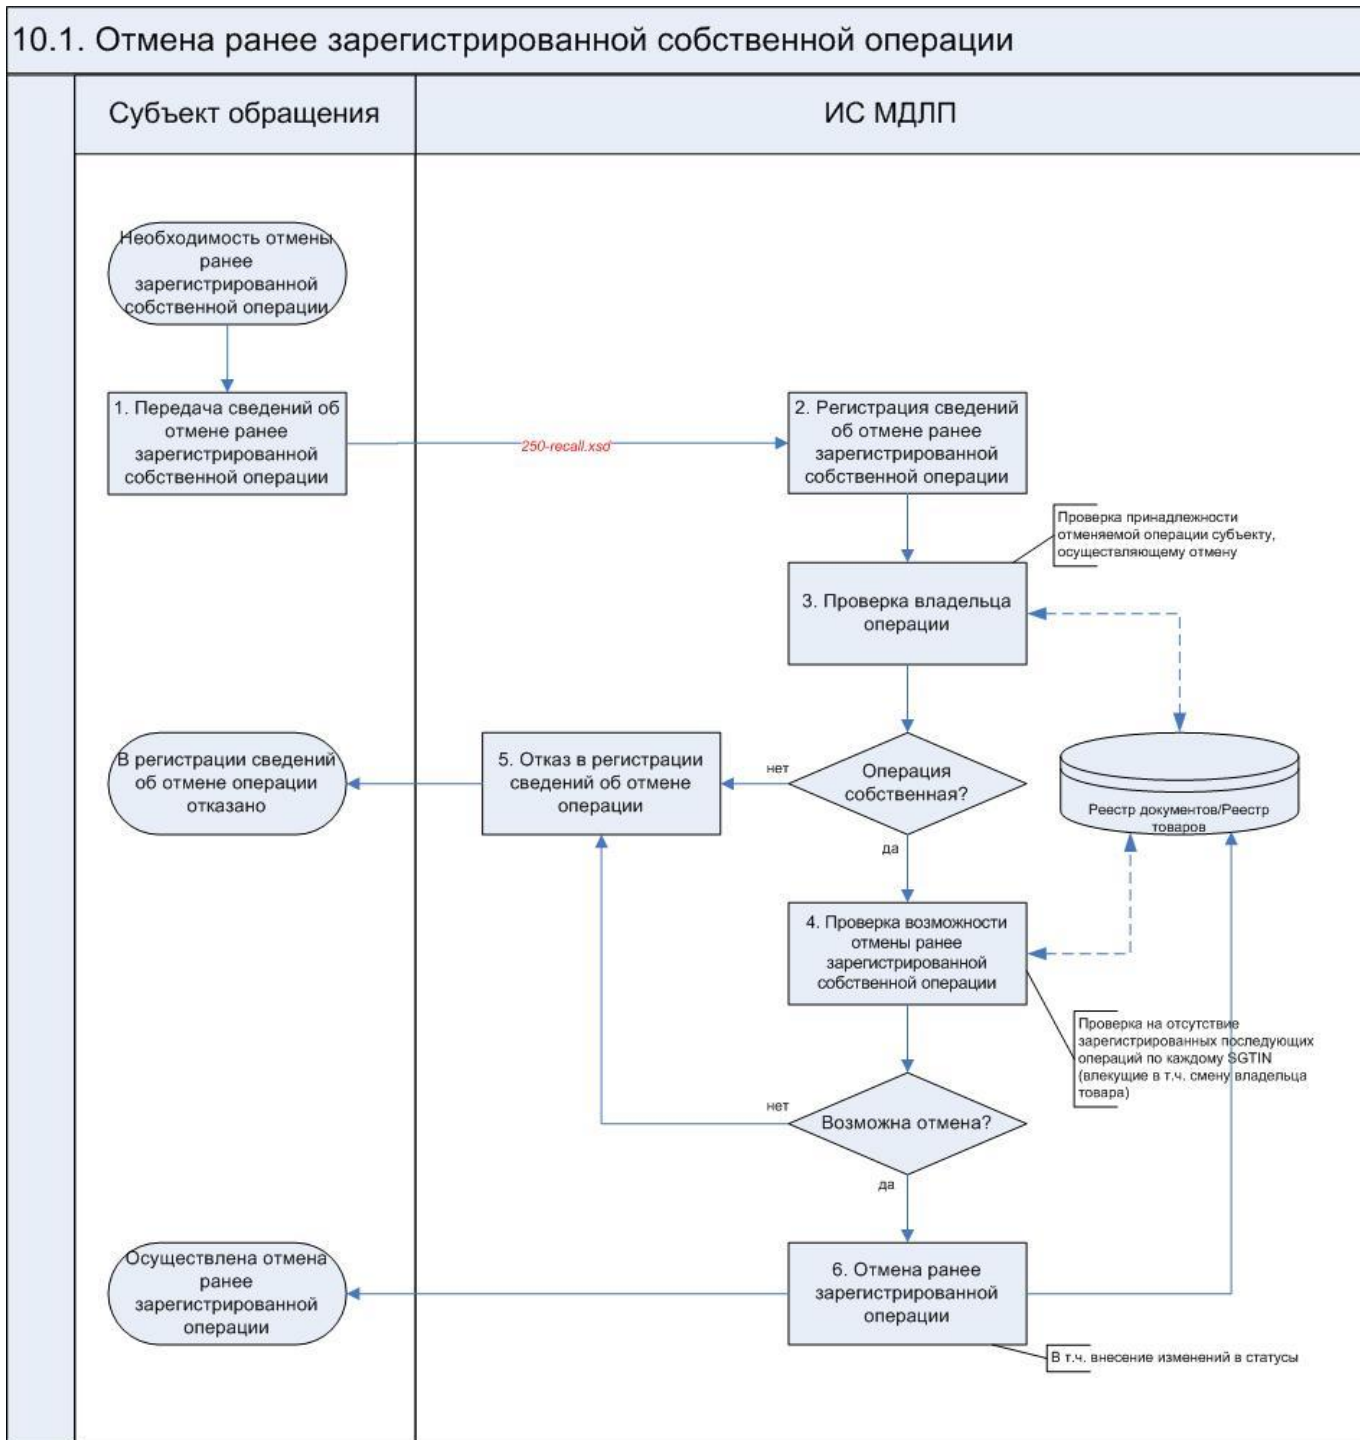 10.1. Отмена ранее зарегистрированной собственной операции
Субъект обращения
ИС МДЛП
Необходимость отмены
ранее
зарегистрированной
собственной операции
1. Передача сведений об
отмене ранее
зарегистрированной
собственной операции
250-recall.xsd
2. Регистрация сведений
об отмене ранее
зарегистрированной
собственной операции
Проверка принадлежности
отменяемой операции субъекту,
осуществляющему отмену
3. Проверка владельца
операции
В регистрации сведений
об отмене операции
отказано
5. Отказ в регистрации
сведений об отмене
операции
нет
Операция
собственная?
Реестр документов/Реестр
товаров
да
4. Проверка возможности
отмены ранее
зарегистрированной
собственной операции
Проверка на отсутствие
зарегистрированных последующих
операций по каждому SGTIN
(влекущие в т.ч. смену владельца
товара)
нет
Возможна отмена?
да
Осуществлена отмена
ранее
зарегистрированной
операции
6. Отмена ранее
зарегистрированной
операции
В т.ч. внесение изменений в статусы